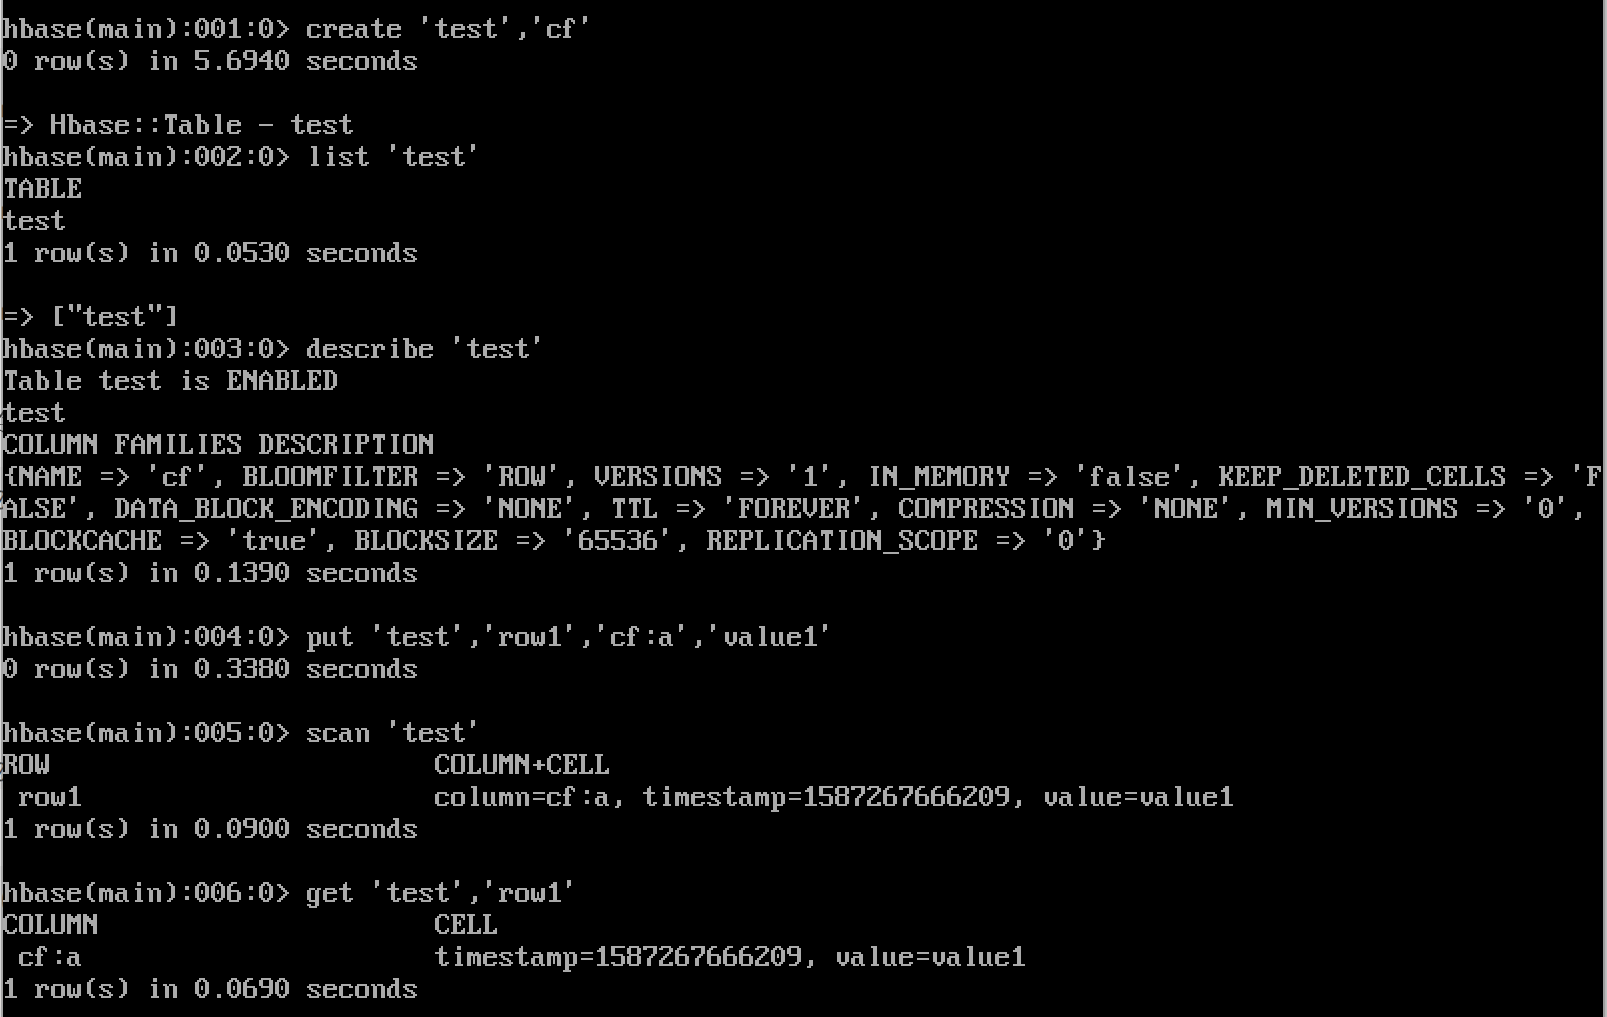 hbase(main):001:0> create 'test','cf'
0 row(s) in 5.6940 seconds
=> Hbase::Table - test
hbase(main):002:0> list 'test'
TABLE
test
1 row(s) in 0.0530 seconds
=> ["test"]
hbase(main):003:0> describe 'test'
Table test is ENABLED
test
COLUMN FAMILIES DESCRIPTION
{NAME => 'cf', BLOOMFILTER => 'ROW', VERSIONS => '1', IN_MEMORY => 'false', KEEP_DELETED_CELLS => 'F
ALSE', DATA_BLOCK_ENCODING => 'NONE', TTL => 'FOREVER', COMPRESSION => 'NONE', MIN_VERSIONS => '0',
BLOCKCACHE => 'true', BLOCKSIZE => '65536', REPLICATION_SCOPE => '0'}
1 row(s) in 0.1390 seconds
hbase(main):004:0> put 'test','row1','cf:a','value1'
0 row(s) in 0.3380 seconds
hbase(main):005:0> scan 'test'
ROW COLUMN+CELL
row1 column=cf:a, timestamp=1587267666209, value=value1
1 row(s) in 0.0900 seconds
hbase(main):006:0> get 'test','row1'
COLUMN CELL
cf:a timestamp=1587267666209, value=value1
1 row(s) in 0.0690 seconds